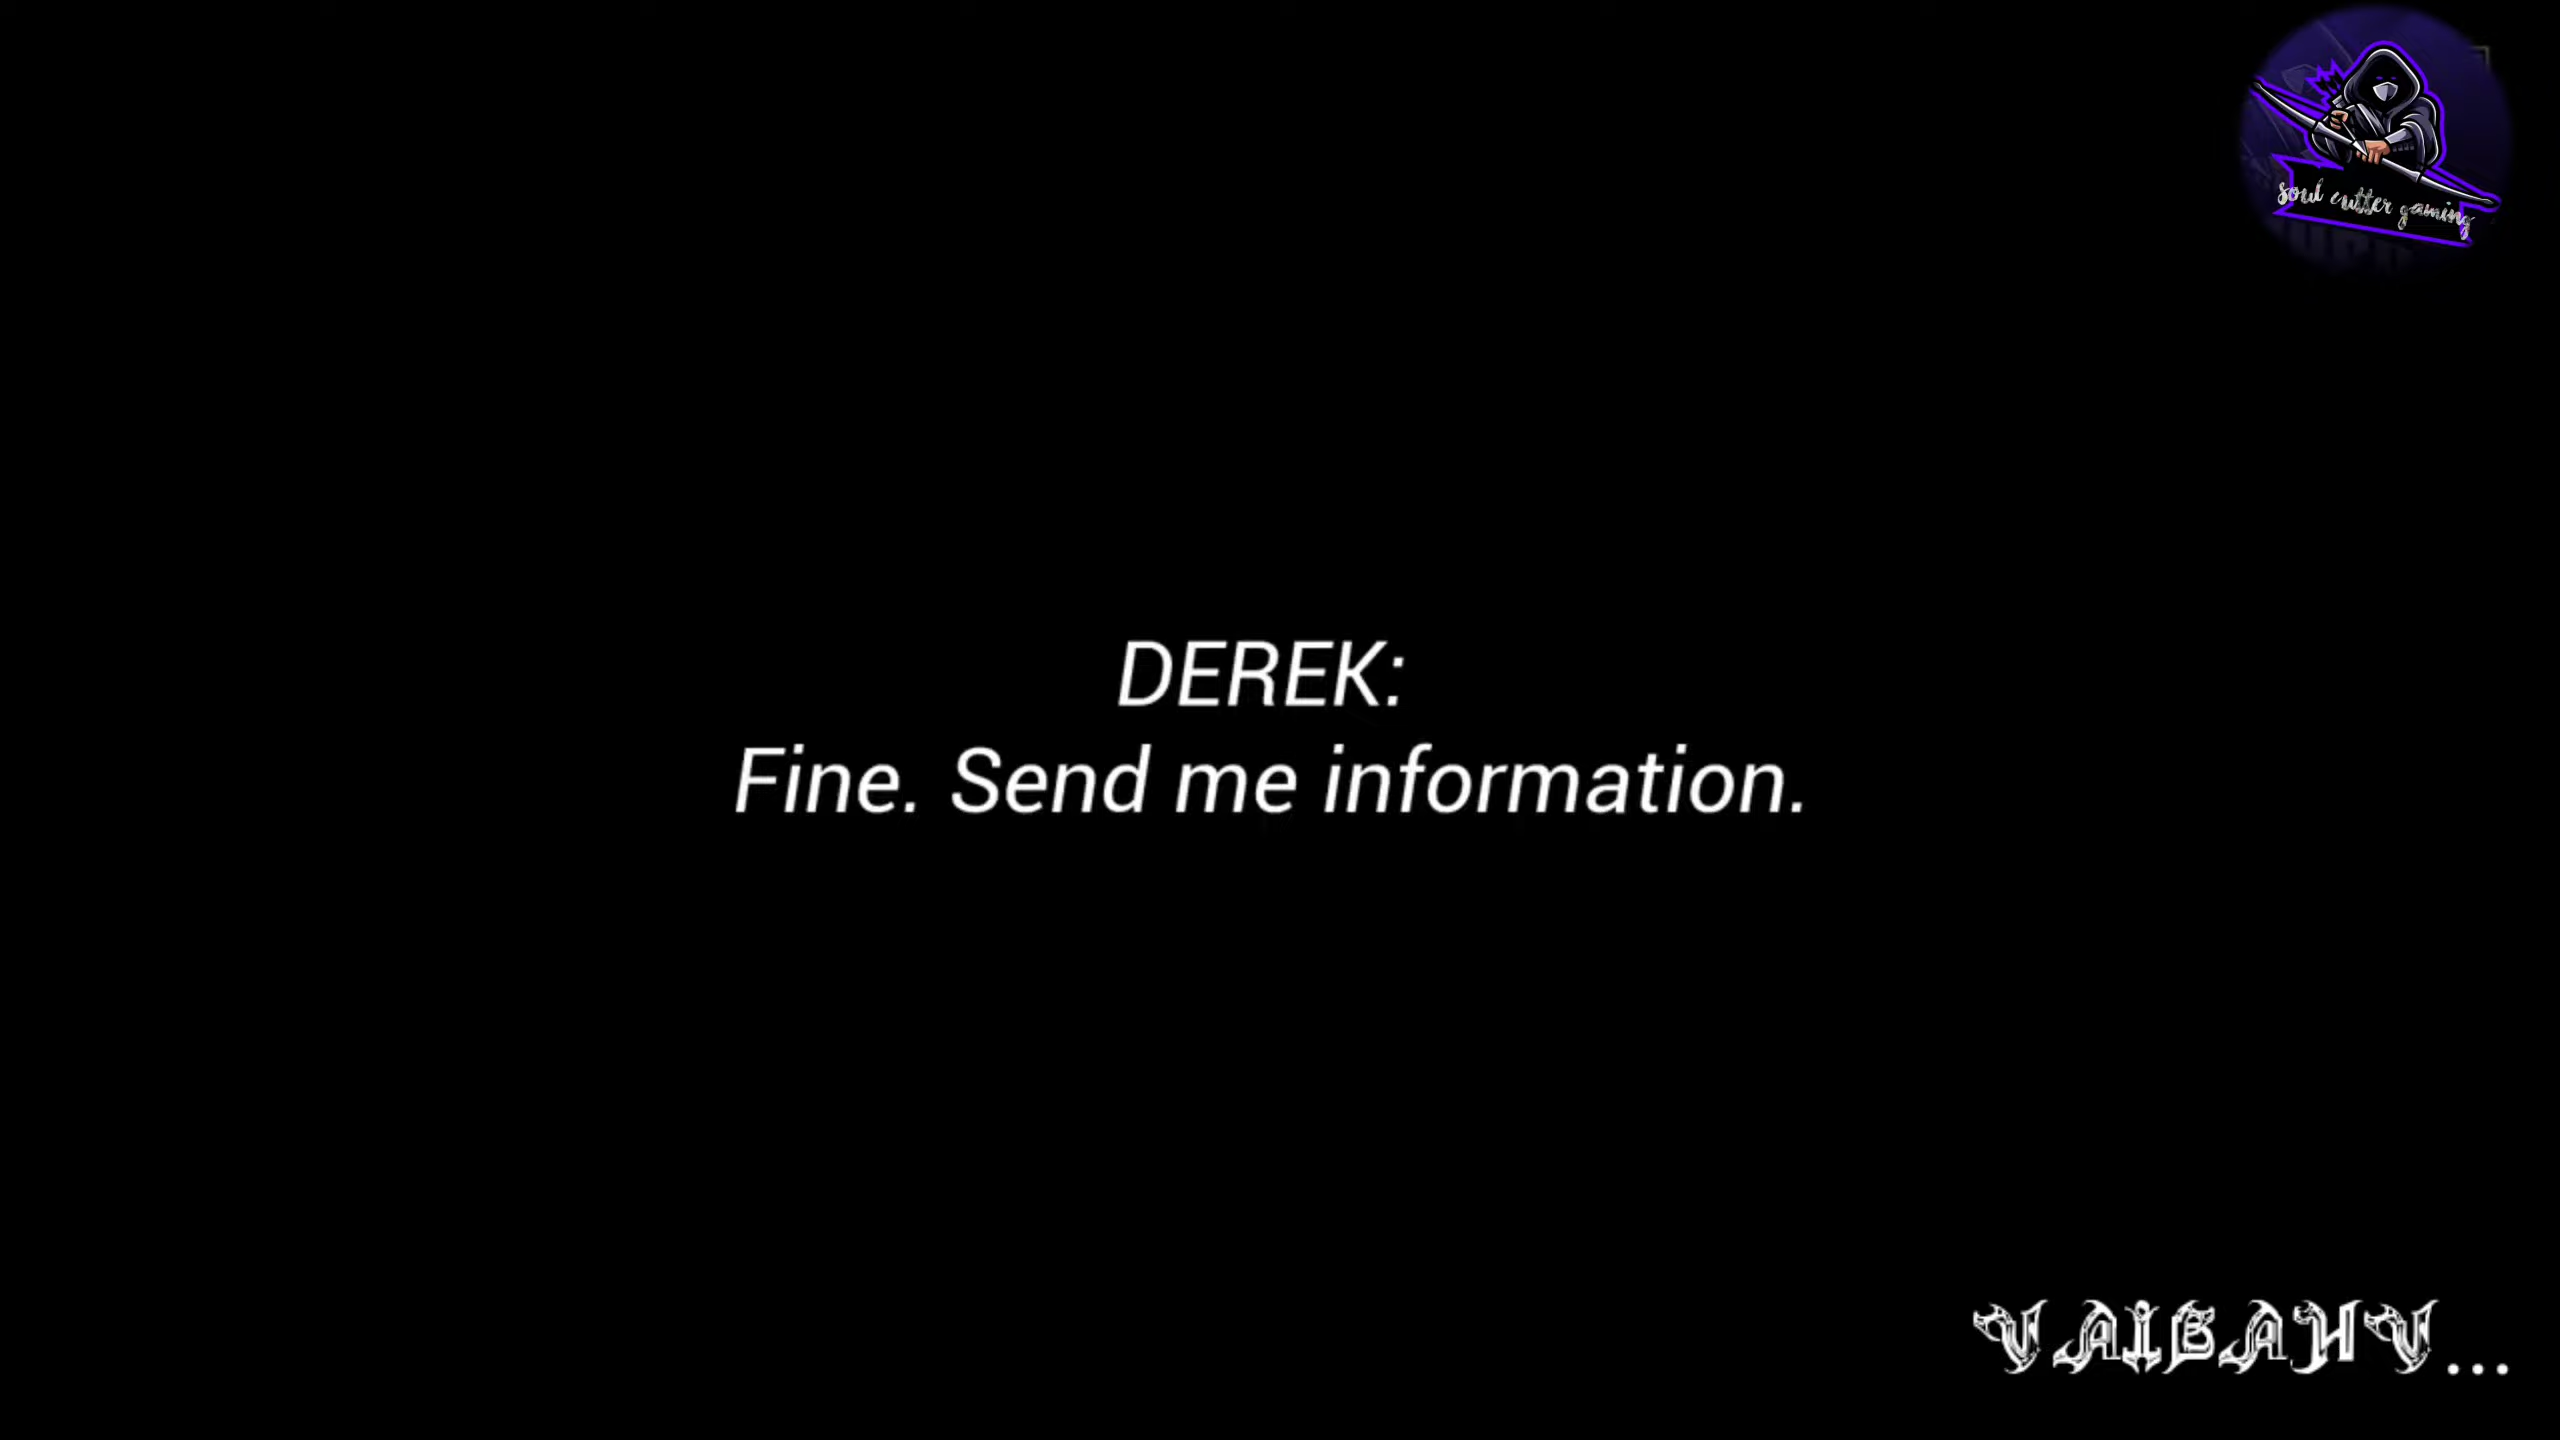 soul cutter gaming
DEREK:
Fine. Send me information.
VAIBAHV...